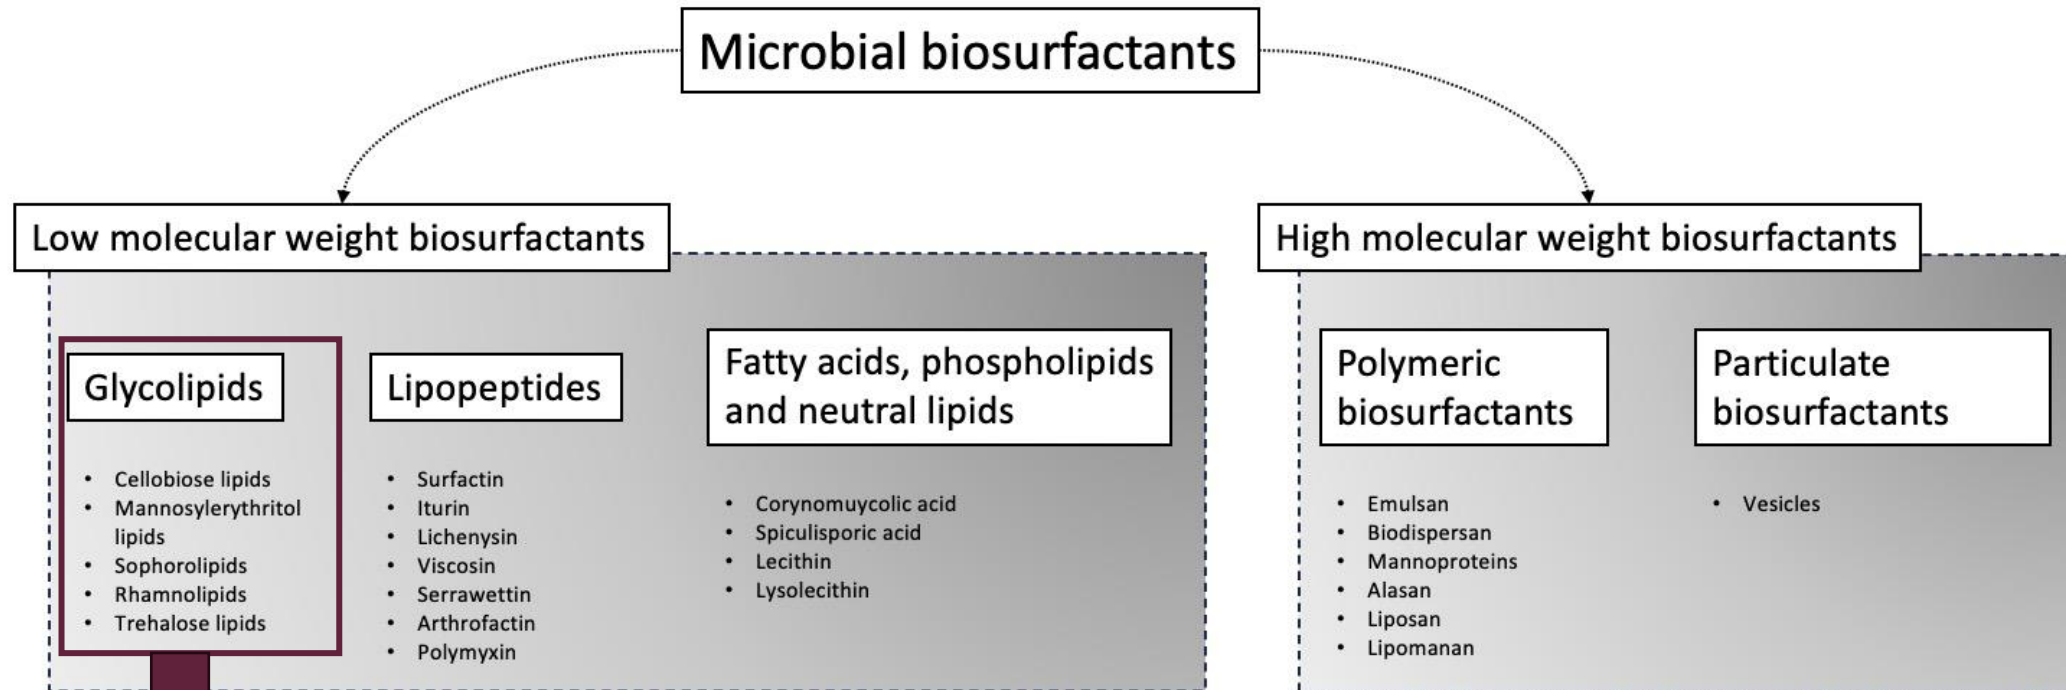 Microbial biosurfactants
Low molecular weight biosurfactants
High molecular weight biosurfactants
Glycolipids
• Cellobiose lipids
• Mannosylerythritol
lipids
• Sophorolipids
• Rhamnolipids
• Trehalose lipids
Lipopeptides
• Surfactin
• Iturin
• Lichenysin
• Viscosin
• Serrawettin
• Arthrofactin
• Polymyxin
Fatty acids, phospholipids
and neutral lipids
• Corynomuycolic acid
• Spiculisporic acid
• Lecithin
• Lysolecithin
Polymeric
biosurfactants
• Emulsan
• Biodispersan
• Mannoproteins
• Alasan
• Liposan
• Lipomanan
Particulate
biosurfactants
• Vesicles